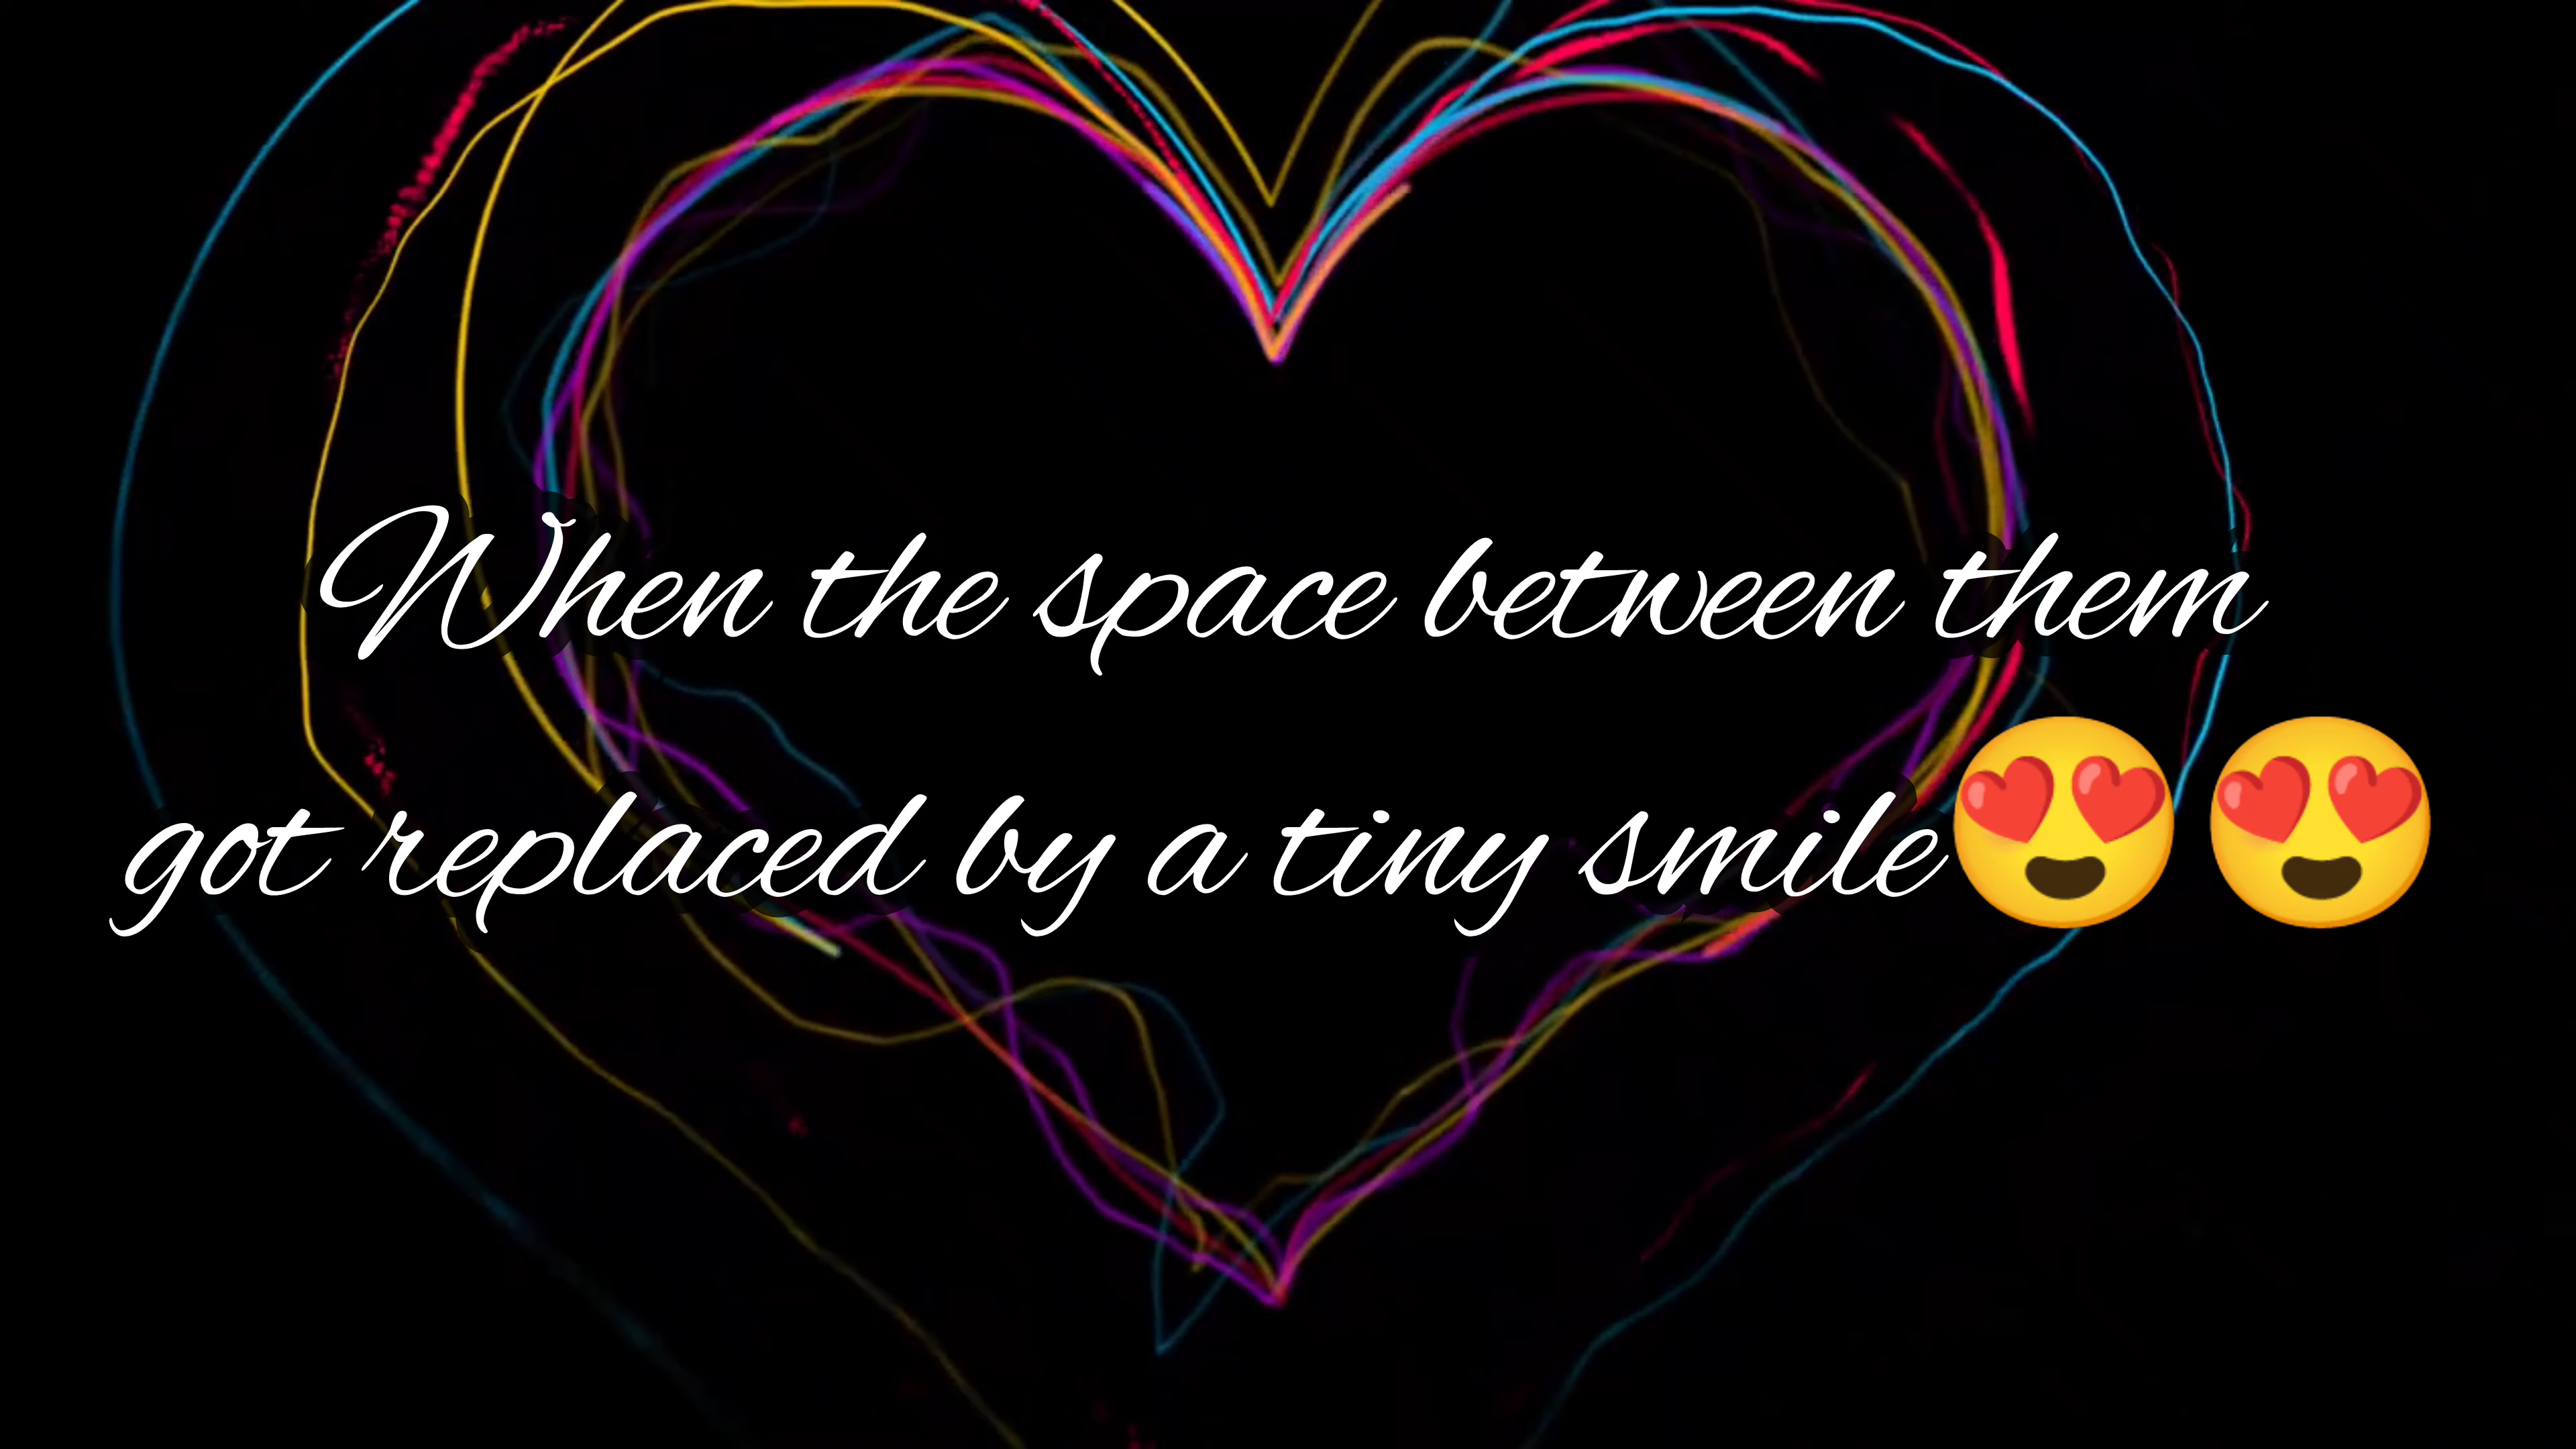 When the space between them
got replaced by a tiny smile😍😍